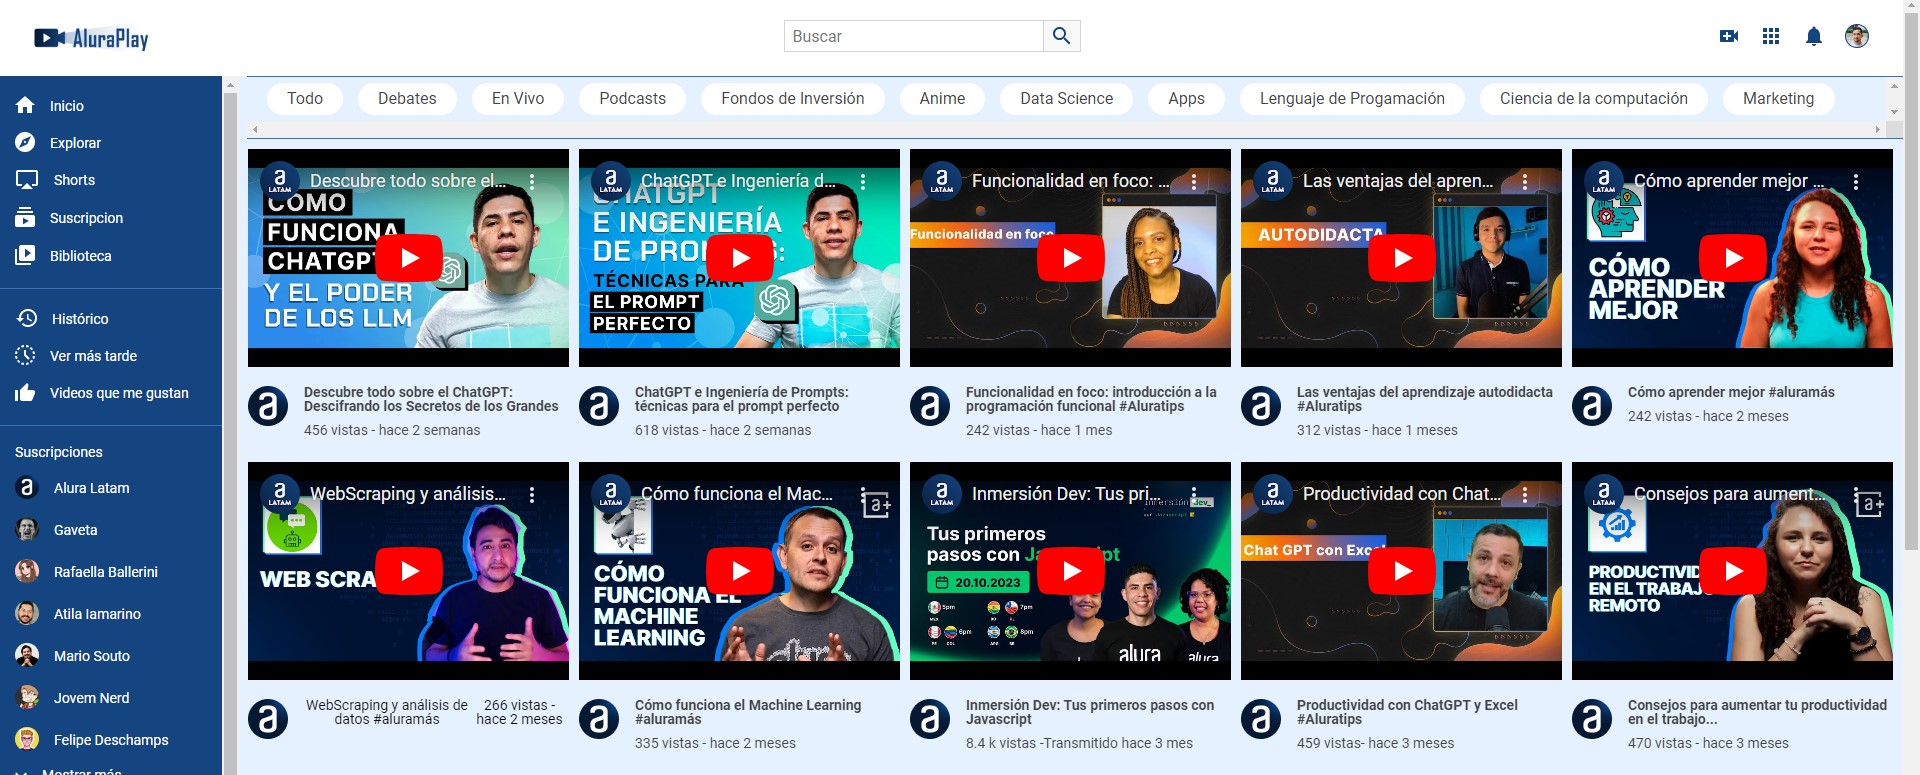 AluraPlay
Buscar
Inicio
Explorar
Shorts
Suscripcion
Biblioteca
Histórico
Ver más tarde
Videos que me gustan
Suscripciones
Alura Latam
Gaveta
Rafaella Ballerini
Atila Iamarino
Mario Souto
Jovem Nerd
Felipe Deschamps
Mostrar más
Todo
Debates
En Vivo
Podcasts
Fondos de Inversión
Anime
Data Science
Apps
Lenguaje de Progamación
Ciencia de la computación
Marketing
a LATAM
Descubre todo sobre el...
CÓMO
FUNCIONA
CHATGPT
Y EL PODER
DE LOS LLM
a
Descubre todo sobre el ChatGPT:
Descifrando los Secretos de los Grandes
456 vistas - hace 2 semanas
a LATAM
ChatGPT e Ingeniería d...
CHATGPT
E INGENIERÍA
DE PROMPTS:
TÉCNICAS PARA
EL PROMPT
PERFECTO
a
ChatGPT e Ingeniería de Prompts:
técnicas para el prompt perfecto
618 vistas - hace 2 semanas
a LATAM
Funcionalidad en foco: ...
Funcionalidad en foco
a
Funcionalidad en foco: introducción a la
programación funcional #Aluratips
242 vistas - hace 1 mes
a LATAM
Las ventajas del apren...
AUTODIDACTA
a
Las ventajas del aprendizaje autodidacta
#Aluratips
312 vistas - hace 1 meses
a LATAM
Cómo aprender mejor ...
CÓMO
APRENDER
MEJOR
a
Cómo aprender mejor #aluramás
242 vistas - hace 2 meses
a LATAM
WebScraping y análisis...
WEB SCRA
a
WebScraping y análisis de
datos #aluramás
266 vistas -
hace 2 meses
a LATAM
Cómo funciona el Mac...
a+
CÓMO
FUNCIONA EL
MACHINE
LEARNING
a
Cómo funciona el Machine Learning
#aluramás
335 vistas - hace 2 meses
a LATAM
Inmersión Dev: Tus pri...
Tus primeros
pasos con Javascript
20.10.2023
5pm
7pm
6pm
8pm
alura
alura
a
Inmersión Dev: Tus primeros pasos con
Javascript
8.4 k vistas -Transmitido hace 3 mes
a LATAM
Productividad con Chat...
Chat GPT con Excel
a
Productividad con ChatGPT y Excel
#Aluratips
459 vistas- hace 3 meses
a LATAM
Consejos para aument...
a+
PRODUCTIVID
EN EL TRABAJO
REMOTO
a
Consejos para aumentar tu productividad
en el trabajo...
470 vistas - hace 3 meses